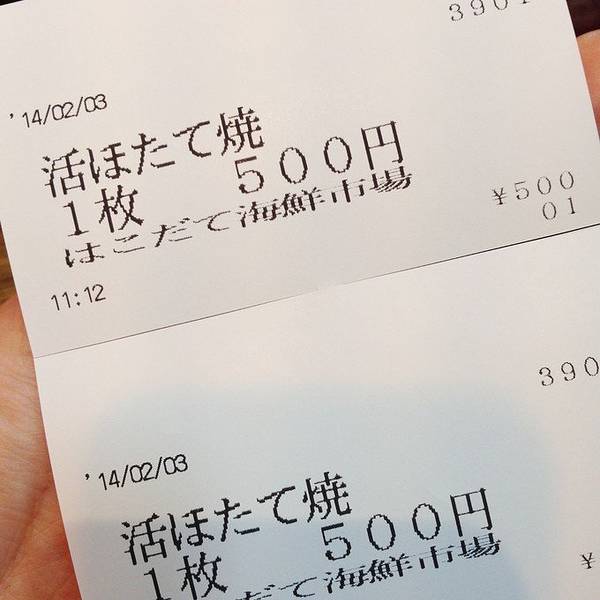 3901
'14/02/03
活ほたて焼
1枚 500円
はこだて海鮮市場
¥500
01
11:12
390
'14/02/03
活ほたて焼
1枚 500円
だて海鮮市場
¥